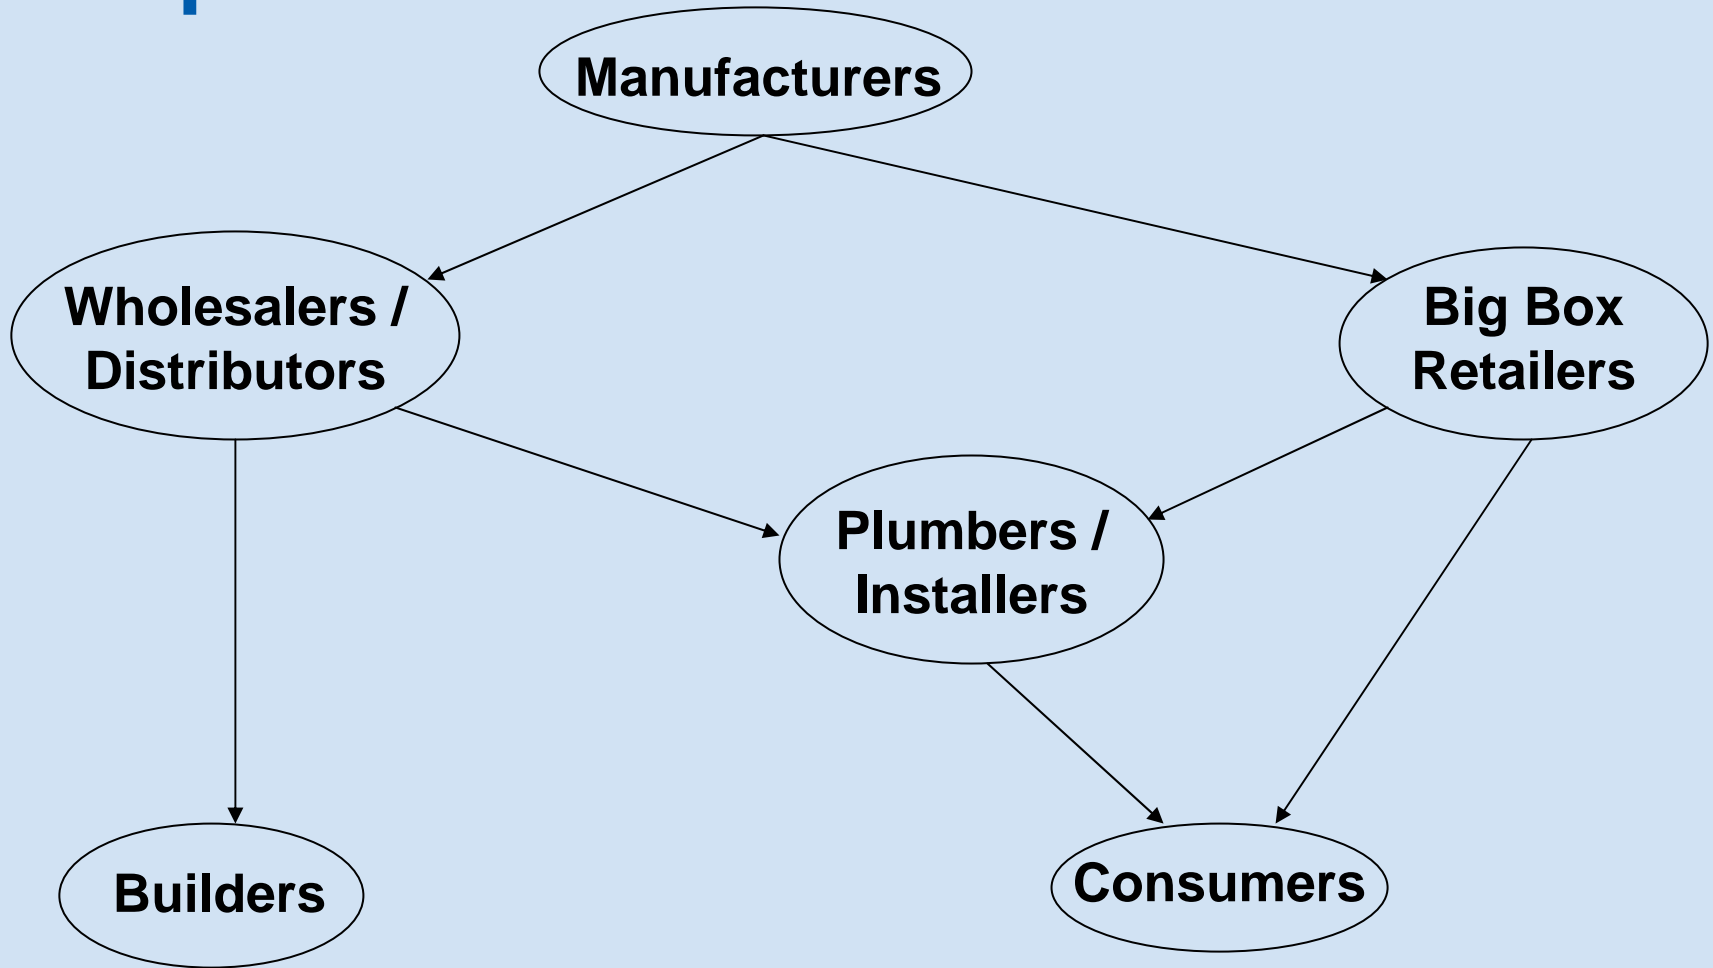 Manufacturers
Wholesalers /
Distributors
Big Box
Retailers
Plumbers /
Installers
Builders
Consumers